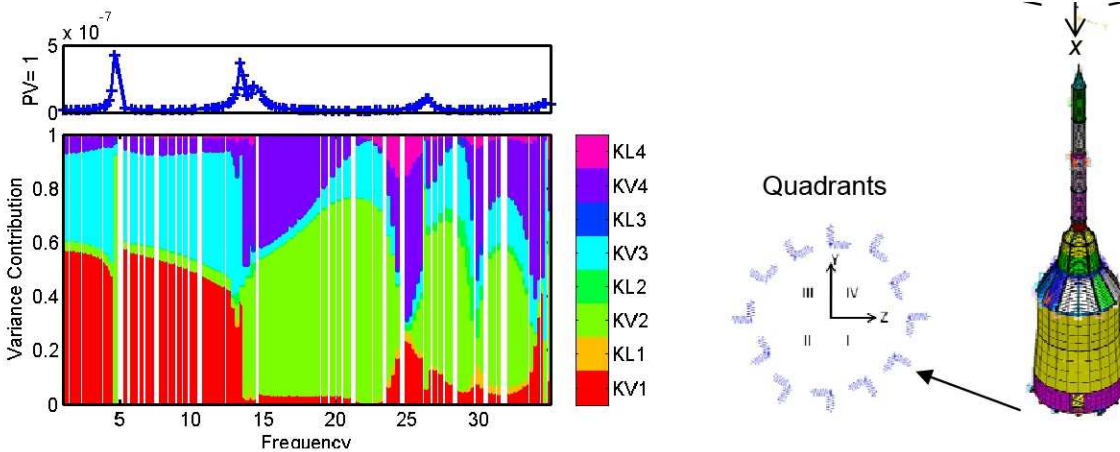 x 10⁻⁷
5
0
PV= 1
1
0.8
0.6
0.4
0.2
0
Variance Contribution
5 10 15 20 25 30
Frequency
KL4
KV4
KL3
KV3
KL2
KV2
KL1
KV1
Quadrants
Y
III IV
Z
II I
X